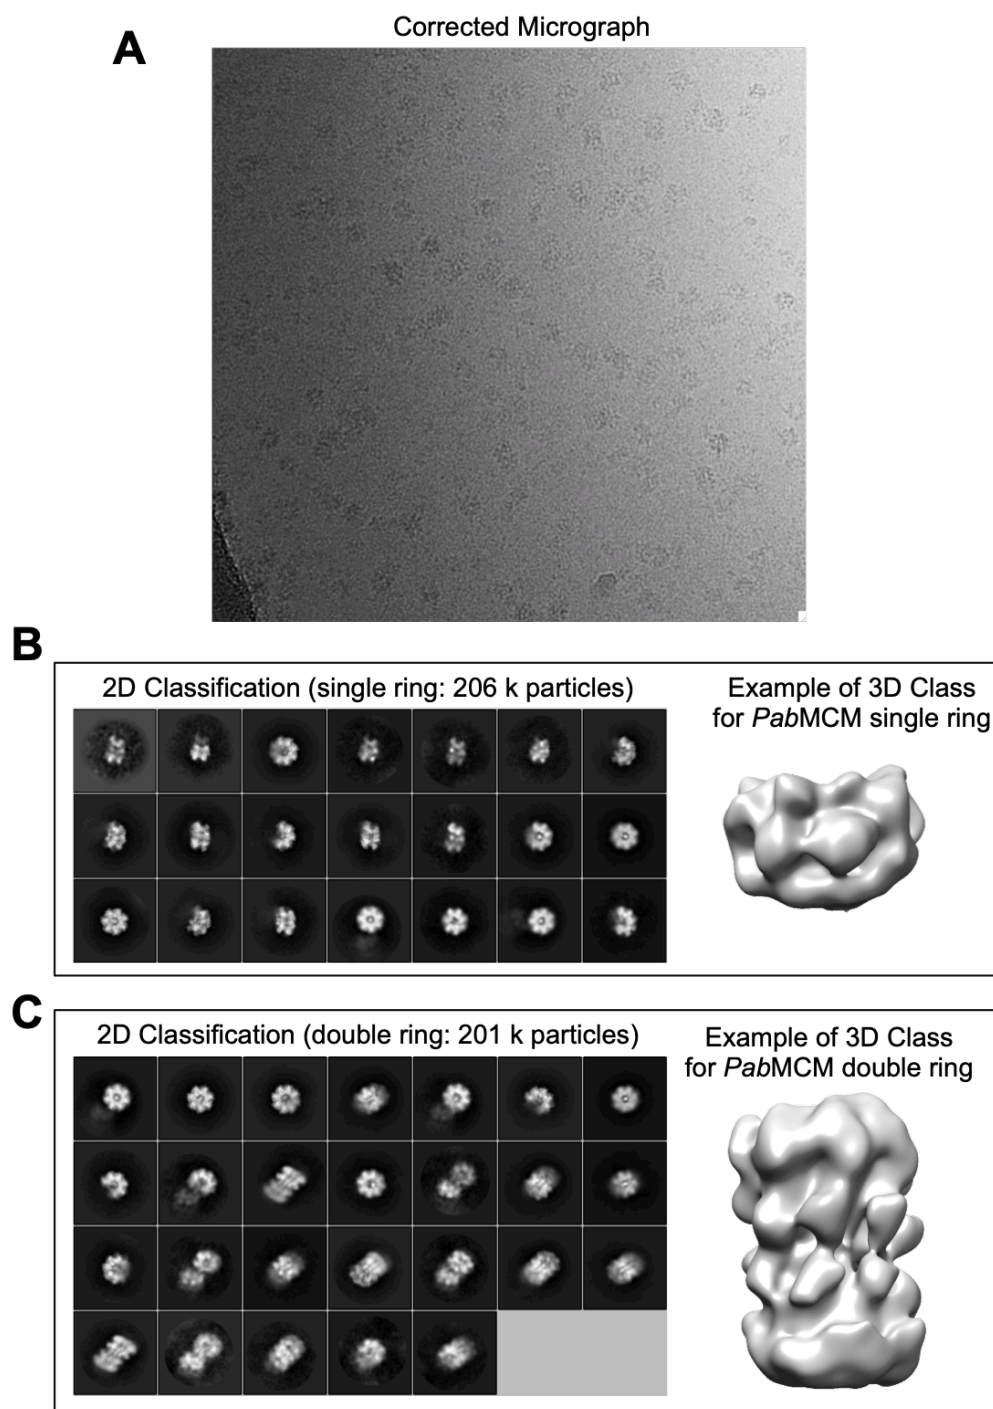 A
Corrected Micrograph
B
2D Classification (single ring: 206 k particles)
Example of 3D Class
for PabMCM single ring
C
2D Classification (double ring: 201 k particles)
Example of 3D Class
for PabMCM double ring